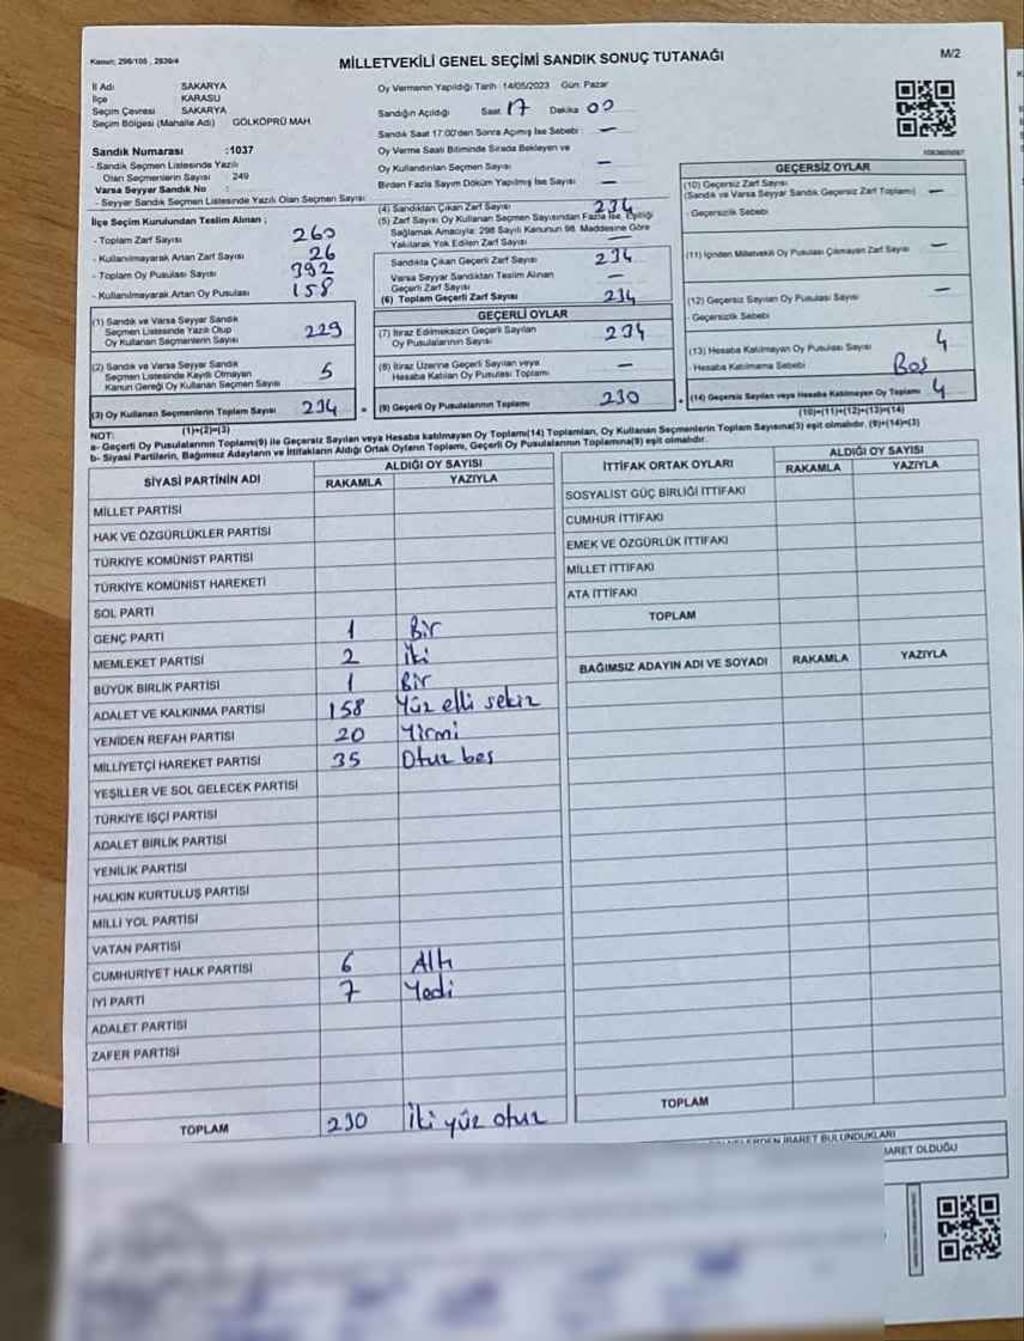 Kanun; 298/105 , 2839/4
MİLLETVEKİLİ GENEL SEÇİMİ SANDIK SONUÇ TUTANAĞI
M/2
İl Adı SAKARYA
İlçe KARASU
Seçim Çevresi SAKARYA
Seçim Bölgesi (Mahalle Adı) GÖLKÖPRÜ MAH.
Sandık Numarası :1037
- Sandık Seçmen Listesinde Yazılı
Olan Seçmenlerin Sayısı 249
Varsa Seyyar Sandık No :
- Seyyar Sandık Seçmen Listesinde Yazılı Olan Seçmen Sayısı
Oy Vermenin Yapıldığı Tarih : 14/05/2023 Gün: Pazar
Sandığın Açıldığı Saat 17 Dakika 00
Sandık Saat 17:00'den Sonra Açılmış İse Sebebi : —
Oy Verme Saati Bitiminde Sırada Bekleyen ve
Oy Kullandırılan Seçmen Sayısı —
Birden Fazla Sayım Döküm Yapılmış İse Sayısı —
İlçe Seçim Kurulundan Teslim Alınan ;
- Toplam Zarf Sayısı 260
- Kullanılmayarak Artan Zarf Sayısı 26
- Toplam Oy Pusulası Sayısı 392
- Kullanılmayarak Artan Oy Pusulası 158
(1) Sandık ve Varsa Seyyar Sandık
Seçmen Listesinde Yazılı Olup
Oy Kullanan Seçmenlerin Sayısı 229
(2) Sandık ve Varsa Seyyar Sandık
Seçmen Listesinde Kayıtlı Olmayan
Kanun Gereği Oy Kullanan Seçmen Sayısı 5
(3) Oy Kullanan Seçmenlerin Toplam Sayısı 234 =
(1)+(2)=(3)
(4) Sandıktan Çıkan Zarf Sayısı 234
(5) Zarf Sayısı Oy Kullanan Seçmen Sayısından Fazla İse, Eşitliği
Sağlamak Amacıyla; 298 Sayılı Kanunun 98. Maddesine Göre
Yakılarak Yok Edilen Zarf Sayısı —
Sandıkta Çıkan Geçerli Zarf Sayısı 234
Varsa Seyyar Sandıktan Teslim Alınan
Geçerli Zarf Sayısı —
(6) Toplam Geçerli Zarf Sayısı 234
GEÇERLİ OYLAR
(7) İtiraz Edilmeksizin Geçerli Sayılan
Oy Pusulalarının Sayısı 234
(8) İtiraz Üzerine Geçerli Sayılan veya
Hesaba Katılan Oy Pusulası Toplamı —
(9) Geçerli Oy Pusulalarının Toplamı 230 +
GEÇERSİZ OYLAR
(10) Geçersiz Zarf Sayısı
(Sandık ve Varsa Seyyar Sandık Geçersiz Zarf Toplamı) —
- Geçersizlik Sebebi
(11) İçinden Milletvekili Oy Pusulası Çıkmayan Zarf Sayısı —
(12) Geçersiz Sayılan Oy Pusulası Sayısı —
- Geçersizlik Sebebi
(13) Hesaba Katılmayan Oy Pusulası Sayısı 4
- Hesaba Katılmama Sebebi Boş
(14) Geçersiz Sayılan veya Hesaba Katılmayan Oy Toplamı 4
(10)+(11)+(12)+(13)=(14)
NOT:
a- Geçerli Oy Pusulalarının Toplamı(9) ile Geçersiz Sayılan veya Hesaba katılmayan Oy Toplamı(14) Toplamları, Oy Kullanan Seçmenlerin Toplam Sayısına(3) eşit olmalıdır. (9)+(14)=(3)
b- Siyasi Partilerin, Bağımsız Adayların ve İttifakların Aldığı Ortak Oyların Toplamı, Geçerli Oy Pusulalarının Toplamına(9) eşit olmalıdır.
SİYASİ PARTİNİN ADI ALDIĞI OY SAYISI
RAKAMLA YAZIYLA
MİLLET PARTİSİ
HAK VE ÖZGÜRLÜKLER PARTİSİ
TÜRKİYE KOMÜNİST PARTİSİ
TÜRKİYE KOMÜNİST HAREKETİ
SOL PARTİ
GENÇ PARTİ 1 Bir
MEMLEKET PARTİSİ 2 İki
BÜYÜK BİRLİK PARTİSİ 1 Bir
ADALET VE KALKINMA PARTİSİ 158 Yüz elli sekiz
YENİDEN REFAH PARTİSİ 20 Yirmi
MİLLİYETÇİ HAREKET PARTİSİ 35 Otuz beş
YEŞİLLER VE SOL GELECEK PARTİSİ
TÜRKİYE İŞÇİ PARTİSİ
ADALET BİRLİK PARTİSİ
YENİLİK PARTİSİ
HALKIN KURTULUŞ PARTİSİ
MİLLİ YOL PARTİSİ
VATAN PARTİSİ
CUMHURİYET HALK PARTİSİ 6 Altı
İYİ PARTİ 7 Yedi
ADALET PARTİSİ
ZAFER PARTİSİ
TOPLAM 230 İki yüz otuz
İTTİFAK ORTAK OYLARI ALDIĞI OY SAYISI
RAKAMLA YAZIYLA
SOSYALİST GÜÇ BİRLİĞİ İTTİFAKI
CUMHUR İTTİFAKI
EMEK VE ÖZGÜRLÜK İTTİFAKI
MİLLET İTTİFAKI
ATA İTTİFAKI
TOPLAM
BAĞIMSIZ ADAYIN ADI VE SOYADI RAKAMLA YAZIYLA
TOPLAM
İBARET BULUNDUKLARI
OLDUĞU